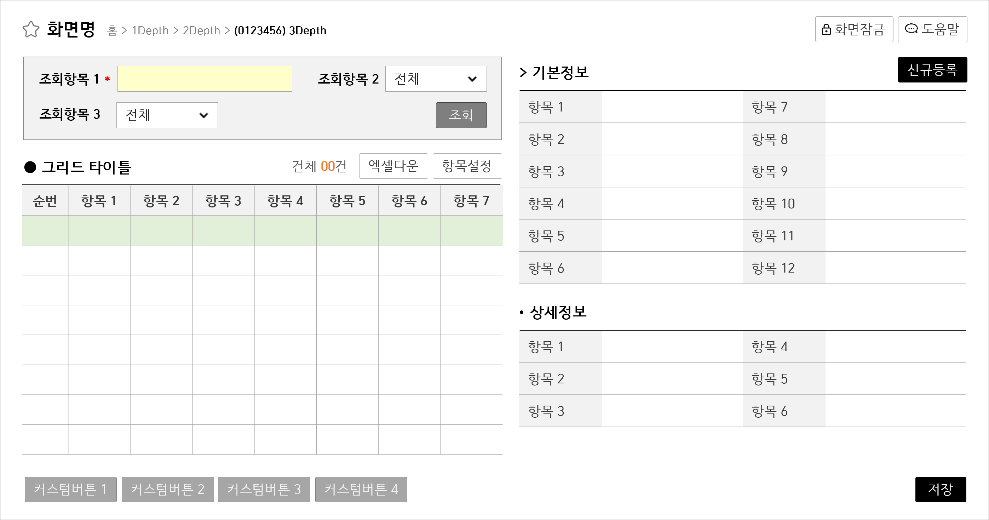 화면명 홈 > 1Depth > 2Depth > (0123456) 3Depth
화면잠금 도움말
조회항목 1 * 조회항목 2 전체
조회항목 3 전체 조회
● 그리드 타이틀 건체 00건 엑셀다운 항목설정
순번 항목 1 항목 2 항목 3 항목 4 항목 5 항목 6 항목 7
> 기본정보 신규등록
항목 1 항목 7
항목 2 항목 8
항목 3 항목 9
항목 4 항목 10
항목 5 항목 11
항목 6 항목 12
• 상세정보
항목 1 항목 4
항목 2 항목 5
항목 3 항목 6
커스텀버튼 1 커스텀버튼 2 커스텀버튼 3 커스텀버튼 4 저장